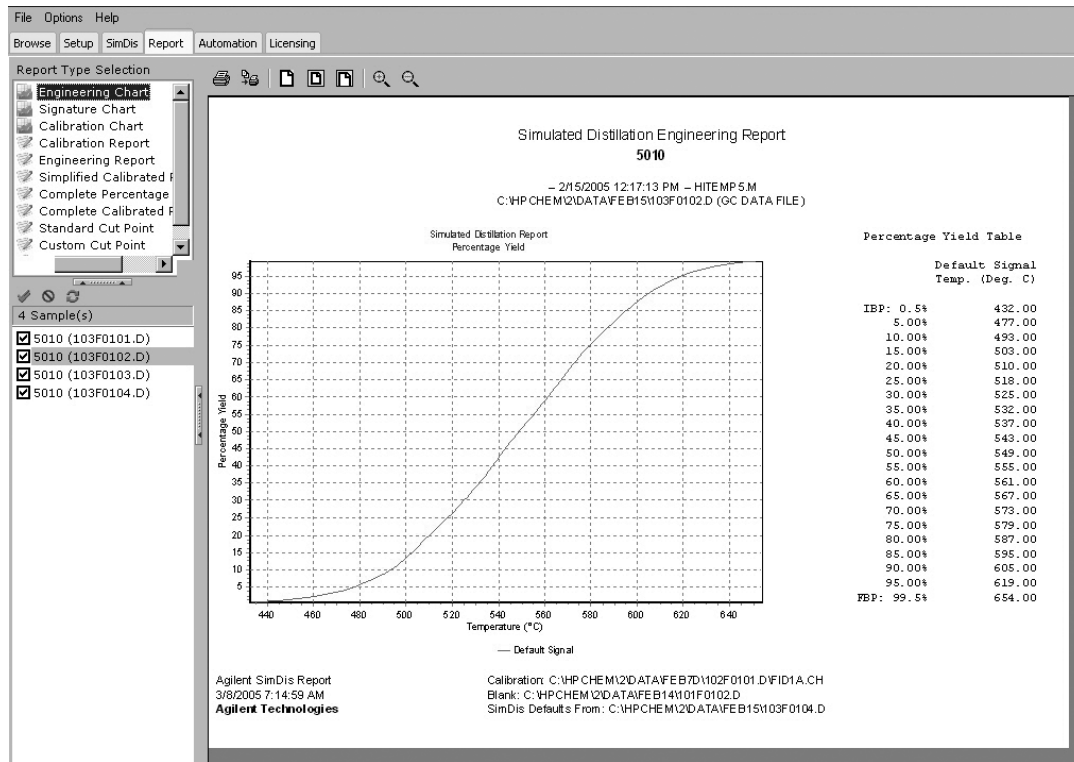 File Options Help
Browse Setup SimDis Report Automation Licensing
Report Type Selection
Engineering Chart
Signature Chart
Calibration Chart
Calibration Report
Engineering Report
Simplified Calibrated R
Complete Percentage
Complete Calibrated R
Standard Cut Point
Custom Cut Point
4 Sample(s)
5010 (103F0101.D)
5010 (103F0102.D)
5010 (103F0103.D)
5010 (103F0104.D)
Simulated Distillation Engineering Report
5010
-- 2/15/2005 12:17:13 PM -- HITEMP5.M
C:\HPCHEM\2\DATA\FEB15\103F0102.D (GC DATA FILE)
Simulated Distillation Report
Percentage Yield
Percentage Yield
95
90
85
80
75
70
65
60
55
50
45
40
35
30
25
20
15
10
5
440 460 480 500 520 540 560 580 600 620 640
Temperature (°C)
Default Signal
Percentage Yield Table
Default Signal
Temp. (Deg. C)
IBP: 0.5% 432.00
5.00% 477.00
10.00% 493.00
15.00% 503.00
20.00% 510.00
25.00% 518.00
30.00% 525.00
35.00% 532.00
40.00% 537.00
45.00% 543.00
50.00% 549.00
55.00% 555.00
60.00% 561.00
65.00% 567.00
70.00% 573.00
75.00% 579.00
80.00% 587.00
85.00% 595.00
90.00% 605.00
95.00% 619.00
FBP: 99.5% 654.00
Agilent SimDis Report
3/8/2005 7:14:59 AM
Agilent Technologies
Calibration: C:\HPCHEM\2\DATA\FEB7D\102F0101.D\FID1A.CH
Blank: C:\HPCHEM\2\DATA\FEB14\101F0102.D
SimDis Defaults From: C:\HPCHEM\2\DATA\FEB15\103F0104.D